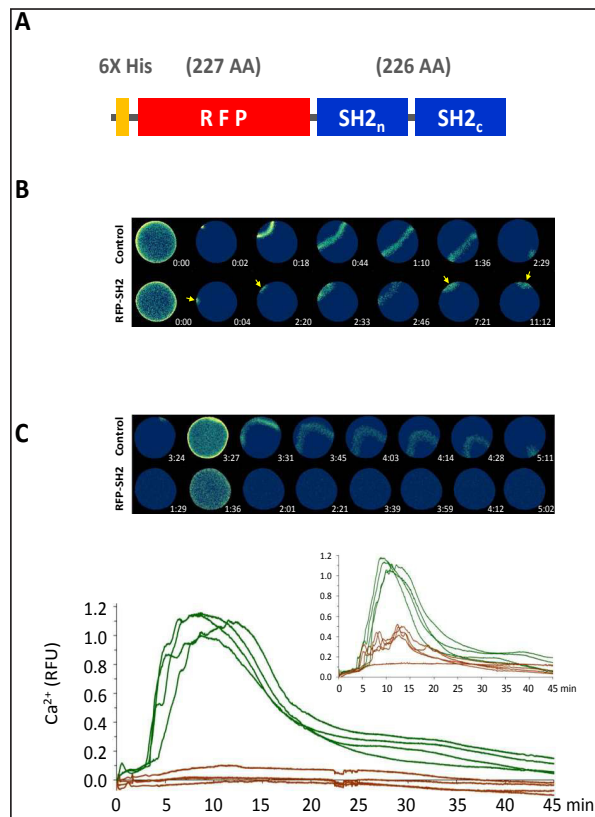 A
6X His (227 AA) (226 AA)
R F P SH2n SH2c
B
Control
0:00 0:02 0:18 0:44 1:10 1:36 2:29
RFP-SH2
0:00 0:04 2:20 2:33 2:46 7:21 11:12
C
Control
3:24 3:27 3:31 3:45 4:03 4:14 4:28 5:11
RFP-SH2
1:29 1:36 2:01 2:21 3:39 3:59 4:12 5:02
1.2
1.0
0.8
0.6
0.4
0.2
0.0
0 5 10 15 20 25 30 35 40 45 min
Ca²⁺ (RFU)
1.2
1.0
0.8
0.6
0.4
0.2
0.0
0 5 10 15 20 25 30 35 40 45 min